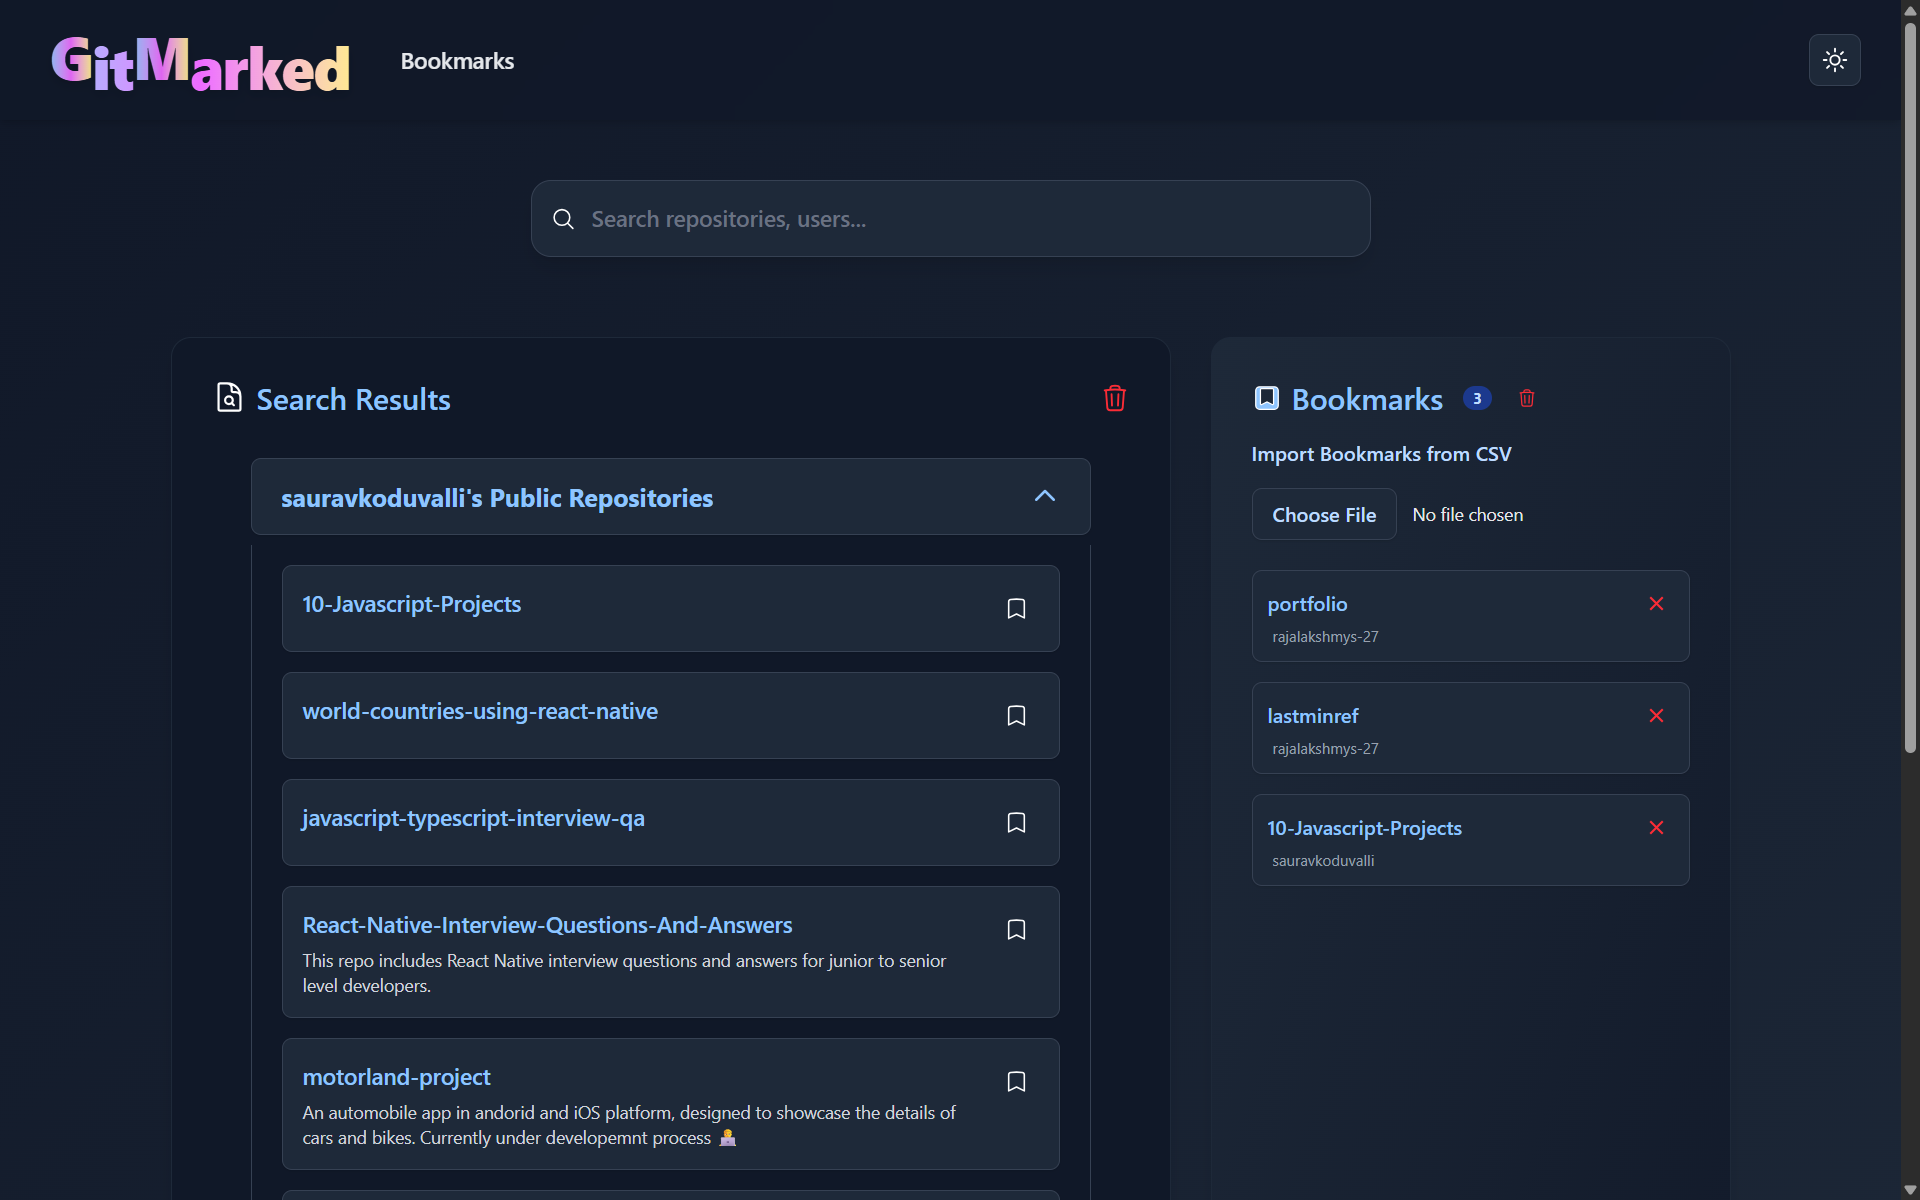 GitMarked
Bookmarks
Search repositories, users...
Search Results
sauravkoduvalli's Public Repositories
10-Javascript-Projects
world-countries-using-react-native
javascript-typescript-interview-qa
React-Native-Interview-Questions-And-Answers
This repo includes React Native interview questions and answers for junior to senior
level developers.
motorland-project
An automobile app in andorid and iOS platform, designed to showcase the details of
cars and bikes. Currently under developemnt process 🧑‍💻
Bookmarks 3
Import Bookmarks from CSV
Choose File No file chosen
portfolio
rajalakshmys-27
lastminref
rajalakshmys-27
10-Javascript-Projects
sauravkoduvalli